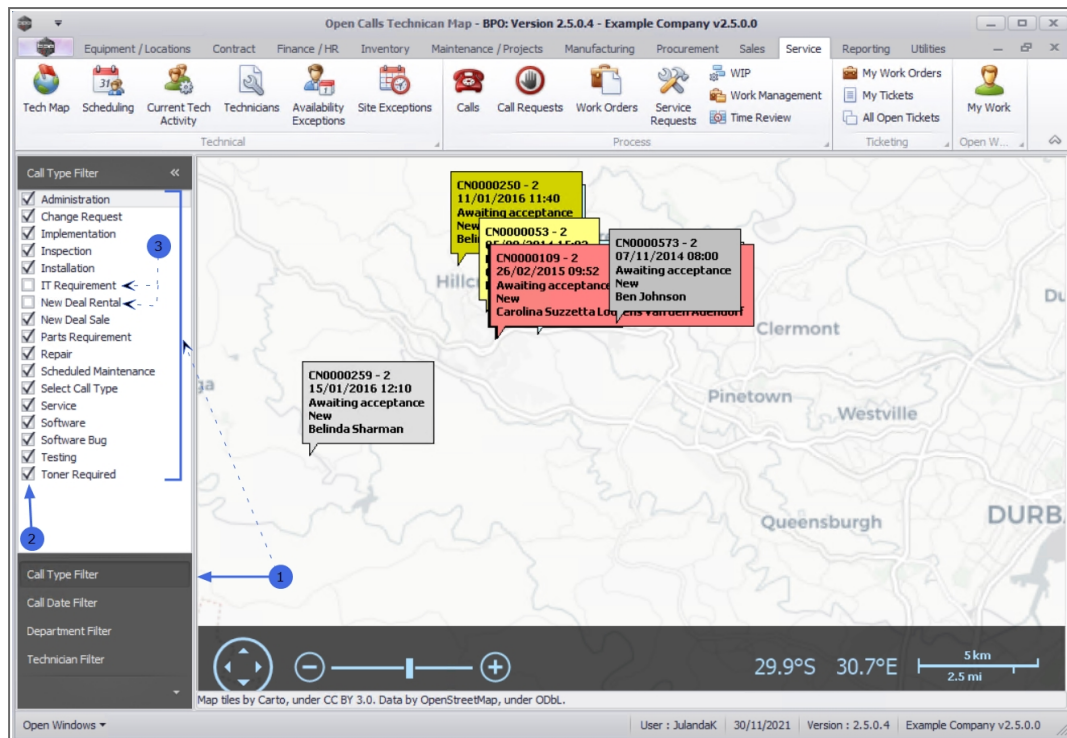 Open Calls Technican Map - BPO: Version 2.5.0.4 - Example Company v2.5.0.0
Equipment / Locations Contract Finance / HR Inventory Maintenance / Projects Manufacturing Procurement Sales Service Reporting Utilities
Tech Map Scheduling Current Tech Activity Technicians Availability Exceptions Site Exceptions
Technical
Calls Call Requests Work Orders Service Requests
WIP
Work Management
Time Review
Process
My Work Orders
My Tickets
All Open Tickets
Ticketing
My Work
Open W...
Call Type Filter «
Administration
Change Request
Implementation
Inspection
Installation
IT Requirement
New Deal Rental
New Deal Sale
Parts Requirement
Repair
Scheduled Maintenance
Select Call Type
Service
Software
Software Bug
Testing
Toner Required
3
2
1
Call Type Filter
Call Date Filter
Department Filter
Technician Filter
CN0000250 - 2
11/01/2016 11:40
Awaiting acceptance
New
CN0000053 - 2
CN0000109 - 2
26/02/2015 09:52
Awaiting acceptance
New
Carolina Suzzetta
CN0000573 - 2
07/11/2014 08:00
Awaiting acceptance
New
Ben Johnson
CN0000259 - 2
15/01/2016 12:10
Awaiting acceptance
New
Belinda Sharman
Clermont
Pinetown
Westville
Queensburgh
29.9°S 30.7°E
5 km
2.5 mi
Map tiles by Carto, under CC BY 3.0. Data by OpenStreetMap, under ODbL.
Open Windows
User : JulandaK 30/11/2021 Version : 2.5.0.4 Example Company v2.5.0.0